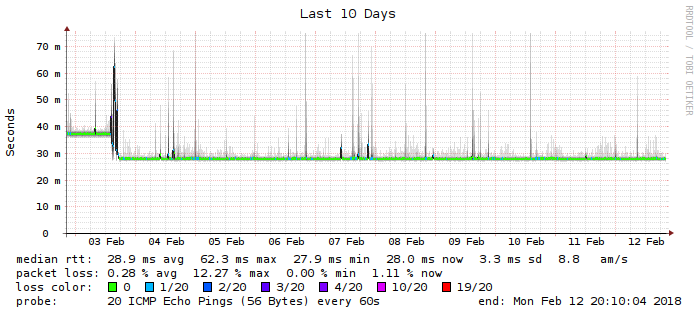 Last 10 Days
RRDTOOL / TOBI OETIKER
Seconds
70 m
60 m
50 m
40 m
30 m
20 m
10 m
0
03 Feb 04 Feb 05 Feb 06 Feb 07 Feb 08 Feb 09 Feb 10 Feb 11 Feb 12 Feb
median rtt: 28.9 ms avg 62.3 ms max 27.9 ms min 28.0 ms now 3.3 ms sd 8.8 am/s
packet loss: 0.28 % avg 12.27 % max 0.00 % min 1.11 % now
loss color: 0 1/20 2/20 3/20 4/20 10/20 19/20
probe: 20 ICMP Echo Pings (56 Bytes) every 60s end: Mon Feb 12 20:10:04 2018